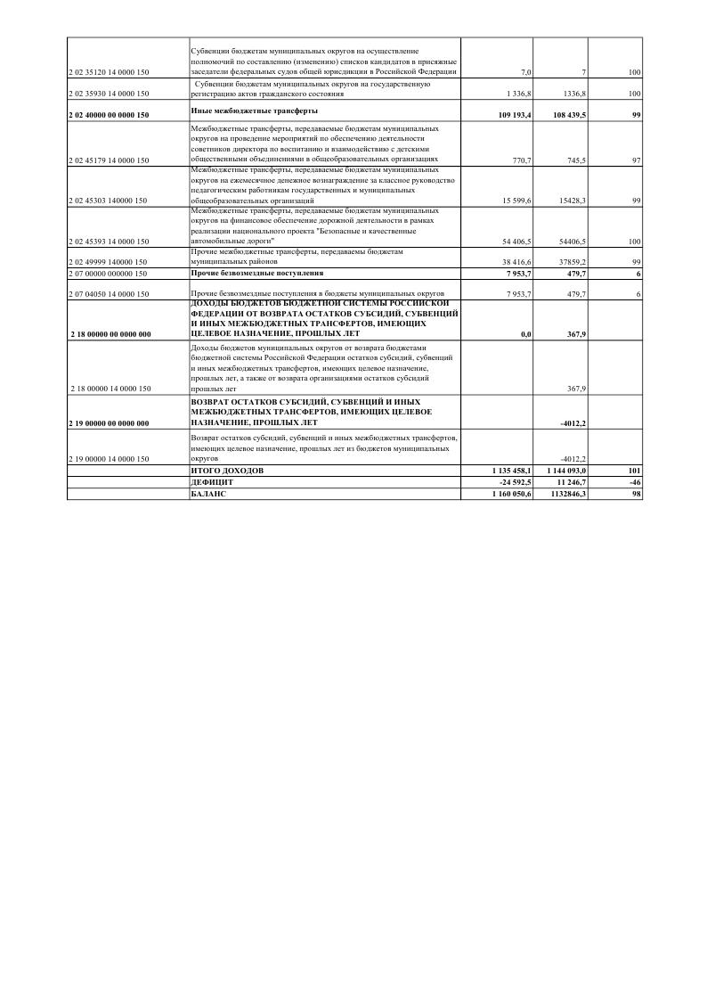 Субвенции бюджетам муниципальных округов на осуществление
полномочий по составлению (изменению) списков кандидатов в присяжные
2 02 35120 14 0000 150 заседатели федеральных судов общей юрисдикции в Российской Федерации 7,0 7 100
Субвенции бюджетам муниципальных округов на государственную
2 02 35930 14 0000 150 регистрацию актов гражданского состояния 1 336,8 1336,8 100
2 02 40000 00 0000 150 Иные межбюджетные трансферты 109 193,4 108 439,5 99
Межбюджетные трансферты, передаваемые бюджетам муниципальных
округов на проведение мероприятий по обеспечению деятельности
советников директора по воспитанию и взаимодействию с детскими
2 02 45179 14 0000 150 общественными объединениями в общеобразовательных организациях 770,7 745,5 97
Межбюджетные трансферты, передаваемые бюджетам муниципальных
округов на ежемесячное денежное вознаграждение за классное руководство
педагогическим работникам государственных и муниципальных
2 02 45303 140000 150 общеобразовательных организаций 15 599,6 15428,3 99
Межбюджетные трансферты, передаваемые бюджетам муниципальных
округов на финансовое обеспечение дорожной деятельности в рамках
реализации национального проекта "Безопасные и качественные
2 02 45393 14 0000 150 автомобильные дороги" 54 406,5 54406,5 100
Прочие межбюджетные трансферты, передаваемы бюджетам
2 02 49999 140000 150 муниципальных районов 38 416,6 37859,2 99
2 07 00000 000000 150 Прочие безвозмездные поступления 7 953,7 479,7 6
2 07 04050 14 0000 150 Прочие безвозмездные поступления в бюджеты муниципальных округов 7 953,7 479,7 6
ДОХОДЫ БЮДЖЕТОВ БЮДЖЕТНОЙ СИСТЕМЫ РОССИЙСКОЙ
ФЕДЕРАЦИИ ОТ ВОЗВРАТА ОСТАТКОВ СУБСИДИЙ, СУБВЕНЦИЙ
И ИНЫХ МЕЖБЮДЖЕТНЫХ ТРАНСФЕРТОВ, ИМЕЮЩИХ
2 18 00000 00 0000 000 ЦЕЛЕВОЕ НАЗНАЧЕНИЕ, ПРОШЛЫХ ЛЕТ 0,0 367,9
Доходы бюджетов муниципальных округов от возврата бюджетами
бюджетной системы Российской Федерации остатков субсидий, субвенций
и иных межбюджетных трансфертов, имеющих целевое назначение,
прошлых лет, а также от возврата организациями остатков субсидий
2 18 00000 14 0000 150 прошлых лет 367,9
ВОЗВРАТ ОСТАТКОВ СУБСИДИЙ, СУБВЕНЦИЙ И ИНЫХ
МЕЖБЮДЖЕТНЫХ ТРАНСФЕРТОВ, ИМЕЮЩИХ ЦЕЛЕВОЕ
2 19 00000 00 0000 000 НАЗНАЧЕНИЕ, ПРОШЛЫХ ЛЕТ -4012,2
Возврат остатков субсидий, субвенций и иных межбюджетных трансфертов,
имеющих целевое назначение, прошлых лет из бюджетов муниципальных
2 19 00000 14 0000 150 округов -4012,2
ИТОГО ДОХОДОВ 1 135 458,1 1 144 093,0 101
ДЕФИЦИТ -24 592,5 11 246,7 -46
БАЛАНС 1 160 050,6 1132846,3 98